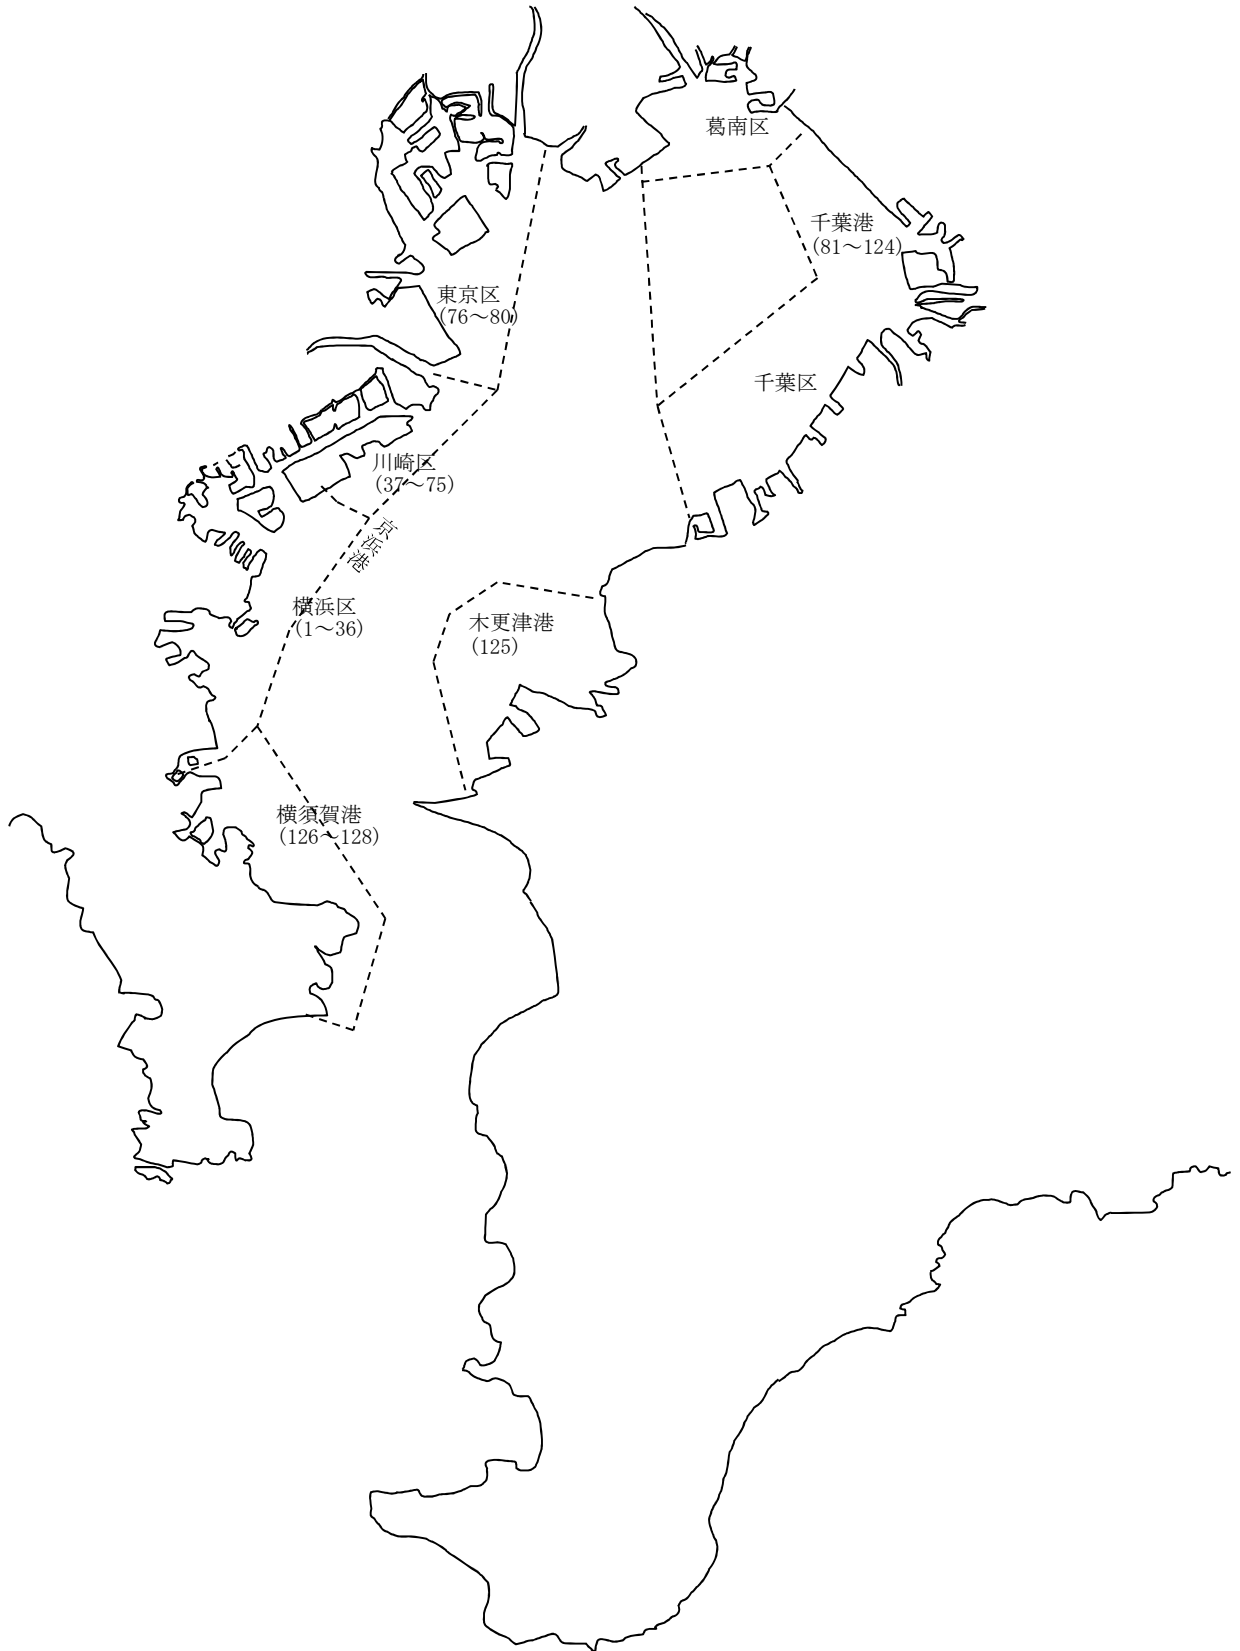 葛南区
千葉港
(81～124)
東京区
(76～80)
千葉区
川崎区
(37～75)
京浜港
横浜区
(1～36)
木更津港
(125)
横須賀港
(126～128)